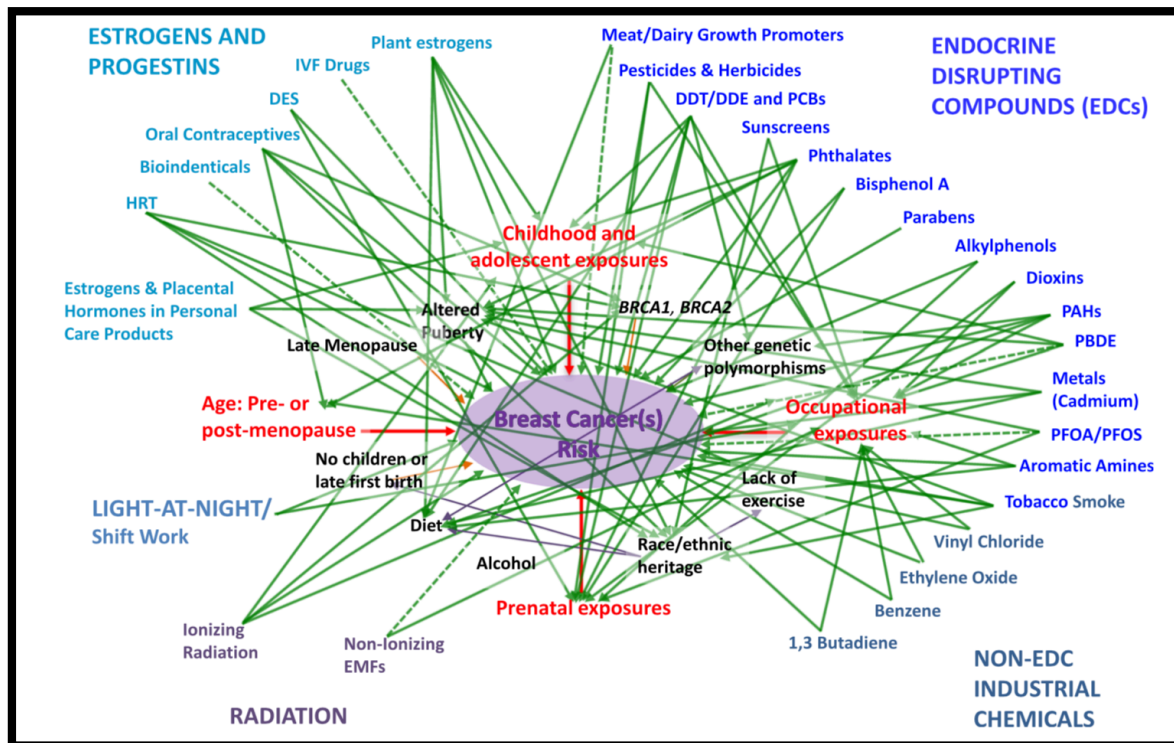 ESTROGENS AND
PROGESTINS
Plant estrogens
IVF Drugs
DES
Oral Contraceptives
Bioindenticals
HRT
Estrogens & Placental
Hormones in Personal
Care Products
Meat/Dairy Growth Promoters
Pesticides & Herbicides
DDT/DDE and PCBs
Sunscreens
Phthalates
Bisphenol A
Parabens
Alkylphenols
Dioxins
PAHs
PBDE
Metals
(Cadmium)
PFOA/PFOS
Aromatic Amines
Tobacco Smoke
ENDOCRINE
DISRUPTING
COMPOUNDS (EDCs)
Childhood and
adolescent exposures
Altered
Puberty
BRCA1, BRCA2
Late Menopause
Other genetic
polymorphisms
Age: Pre- or
post-menopause
Breast Cancer(s)
Risk
Occupational
exposures
No children or
late first birth
Lack of
exercise
LIGHT-AT-NIGHT/
Shift Work
Diet
Alcohol
Race/ethnic
heritage
Prenatal exposures
Vinyl Chloride
Ethylene Oxide
Benzene
1,3 Butadiene
Ionizing
Radiation
Non-Ionizing
EMFs
RADIATION
NON-EDC
INDUSTRIAL
CHEMICALS